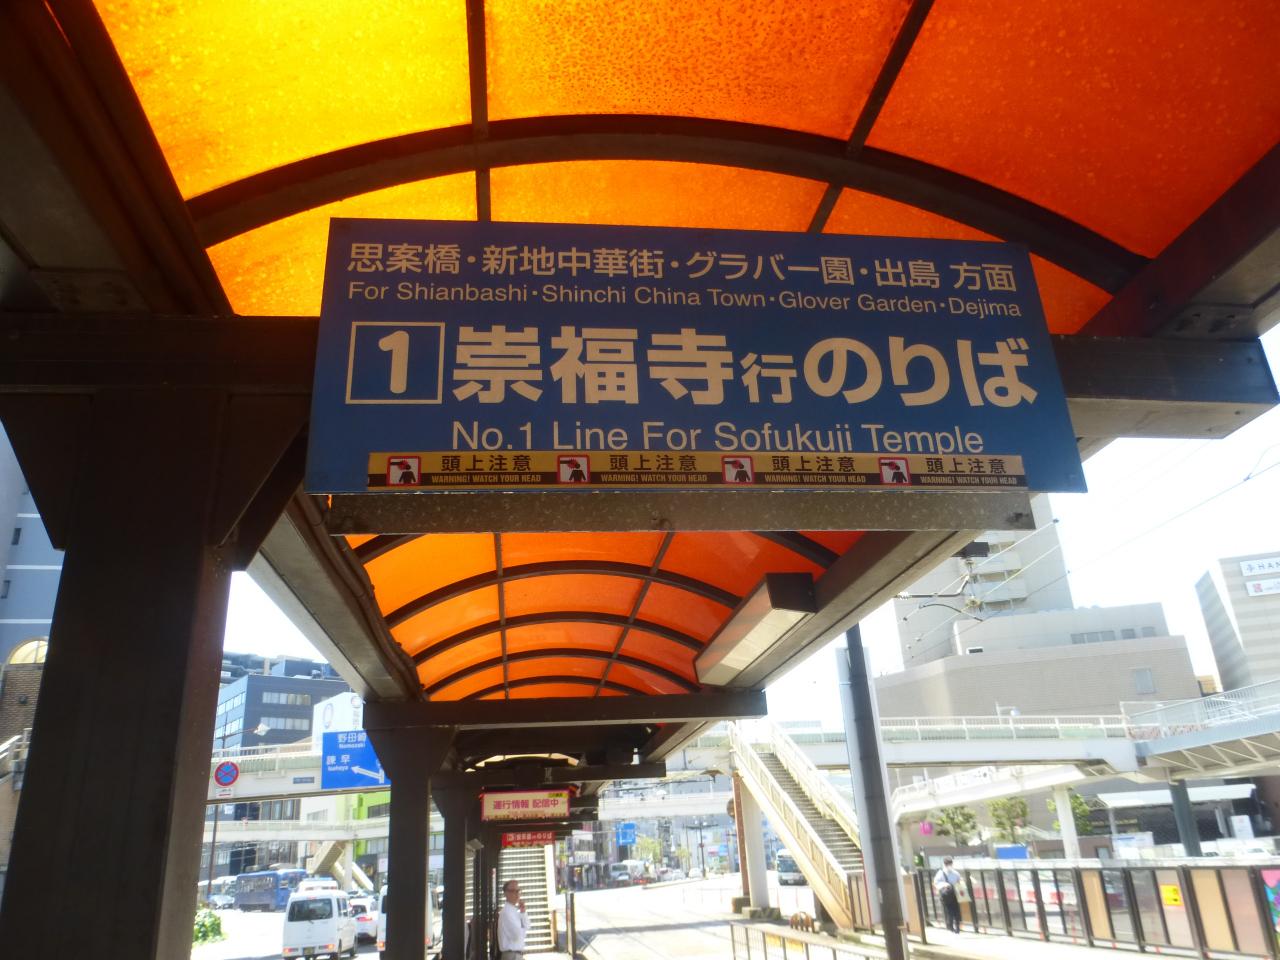 思案橋・新地中華街・グラバー園・出島 方面
For Shianbashi・Shinchi China Town・Glover Garden・Dejima
1 崇福寺行のりば
No.1 Line For Sofukuji Temple
頭上注意 頭上注意 頭上注意 頭上注意
WARNING! WATCH YOUR HEAD WARNING! WATCH YOUR HEAD WARNING! WATCH YOUR HEAD WARNING! WATCH YOUR HEAD
野田崎
Nomozaki
諫早
Isahaya
運行情報 配信中
HAN